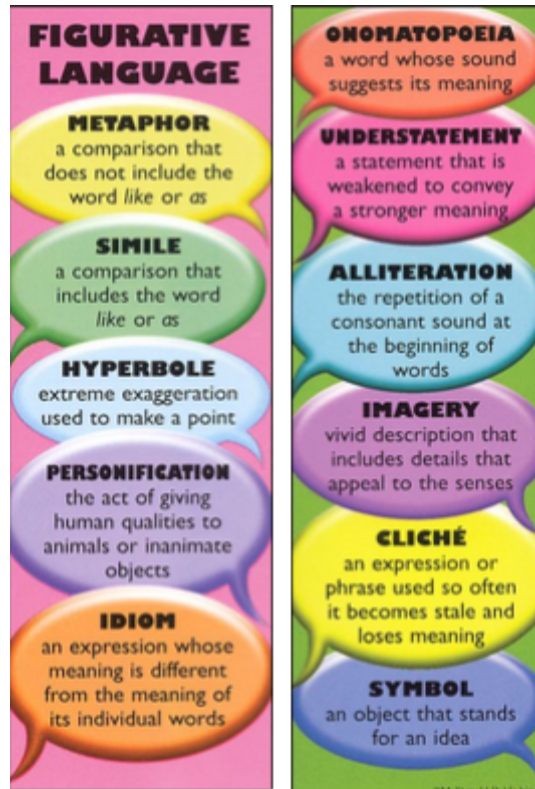 FIGURATIVE
LANGUAGE
METAPHOR
a comparison that
does not include the
word like or as
SIMILE
a comparison that
includes the word
like or as
HYPERBOLE
extreme exaggeration
used to make a point
PERSONIFICATION
the act of giving
human qualities to
animals or inanimate
objects
IDIOM
an expression whose
meaning is different
from the meaning of
its individual words
ONOMATOPOEIA
a word whose sound
suggests its meaning
UNDERSTATEMENT
a statement that is
weakened to convey
a stronger meaning
ALLITERATION
the repetition of a
consonant sound at
the beginning of
words
IMAGERY
vivid description that
includes details that
appeal to the senses
CLICHÉ
an expression or
phrase used so often
it becomes stale and
loses meaning
SYMBOL
an object that stands
for an idea